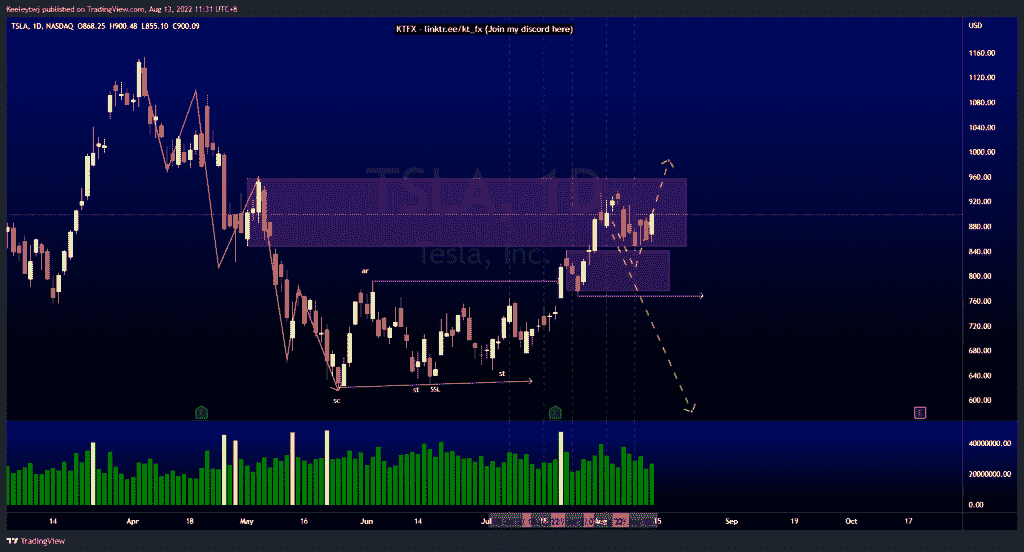 Keeleytwj published on TradingView.com, Aug 13, 2022 11:31 UTC+8
TSLA, 1D, NASDAQ O868.25 H900.48 L855.10 C900.09
KTFX - linktr.ee/kt_fx (Join my discord here)
USD
1160.00
1120.00
1080.00
1040.00
1000.00
960.00
920.00
880.00
840.00
800.00
760.00
720.00
680.00
640.00
600.00
TSLA, 1D
Tesla, Inc.
ar
st
sc
st
SSL
E
40000000.00
20000000.00
0.00
14 Apr 18 May 16 Jun 14 Jul Aug 15 Sep 19 Oct 17
TradingView